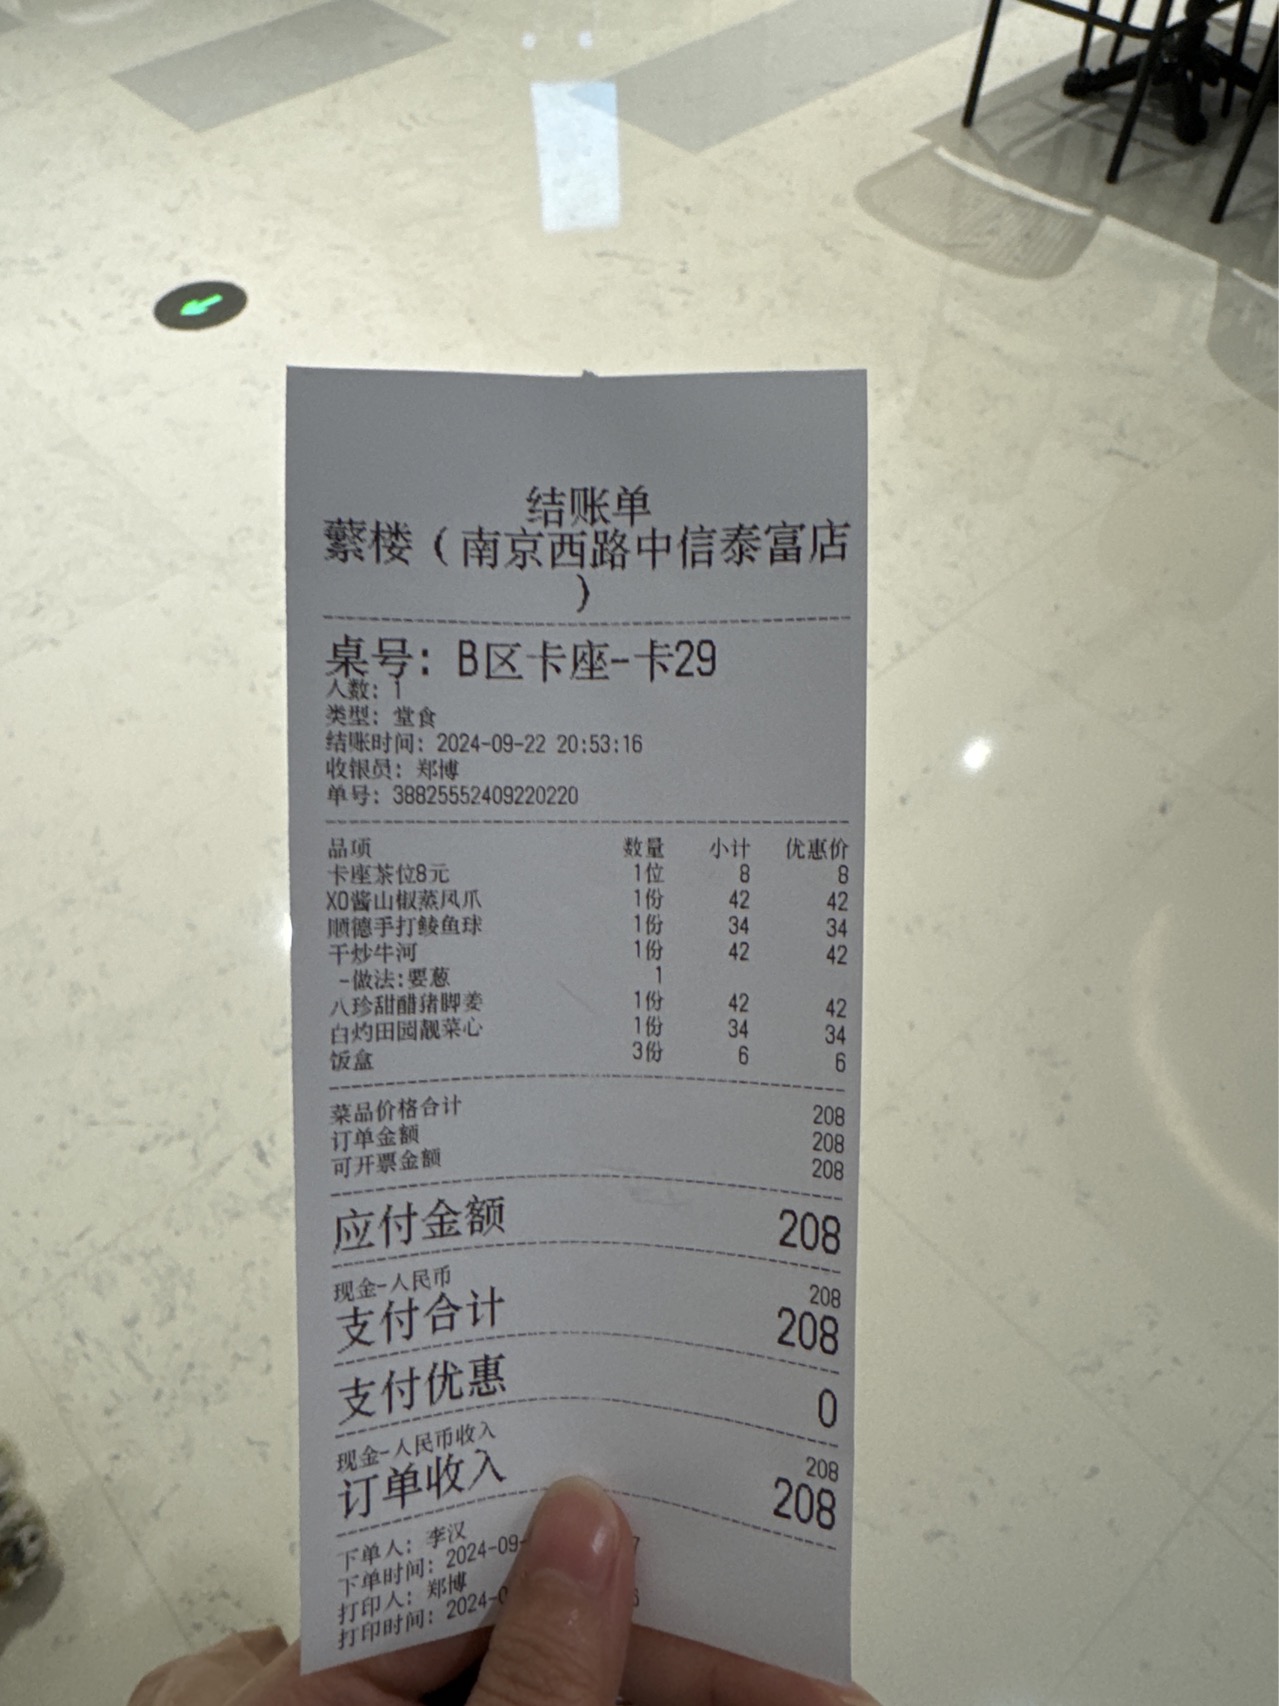 结账单
蘩楼（南京西路中信泰富店
）
桌号：B区卡座-卡29
人数：1
类型：堂食
结账时间：2024-09-22 20:53:16
收银员：郑博
单号：38825552409220220
品项 数量 小计 优惠价
卡座茶位8元 1位 8 8
XO酱山椒蒸凤爪 1份 42 42
顺德手打鲮鱼球 1份 34 34
干炒牛河 1份 42 42
-做法:要葱 1
八珍甜醋猪脚姜 1份 42 42
白灼田园靓菜心 1份 34 34
饭盒 3份 6 6
菜品价格合计 208
订单金额 208
可开票金额 208
应付金额 208
现金-人民币 208
支付合计 208
支付优惠 0
现金-人民币收入 208
订单收入 208
下单人：李汉
下单时间：2024-09- 7
打印人：郑博
打印时间：2024-0 6